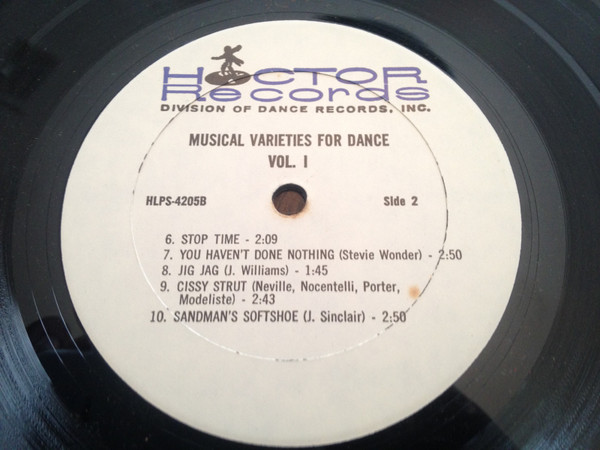 HOCTOR
Records
DIVISION OF DANCE RECORDS, INC.
MUSICAL VARIETIES FOR DANCE
VOL. I
HLPS-4205B Side 2
6. STOP TIME - 2:09
7. YOU HAVEN'T DONE NOTHING (Stevie Wonder) - 2:50
8. JIG JAG (J. Williams) - 1:45
9. CISSY STRUT (Neville, Nocentelli, Porter,
Modeliste) - 2:43
10. SANDMAN'S SOFTSHOE (J. Sinclair) - 2:50